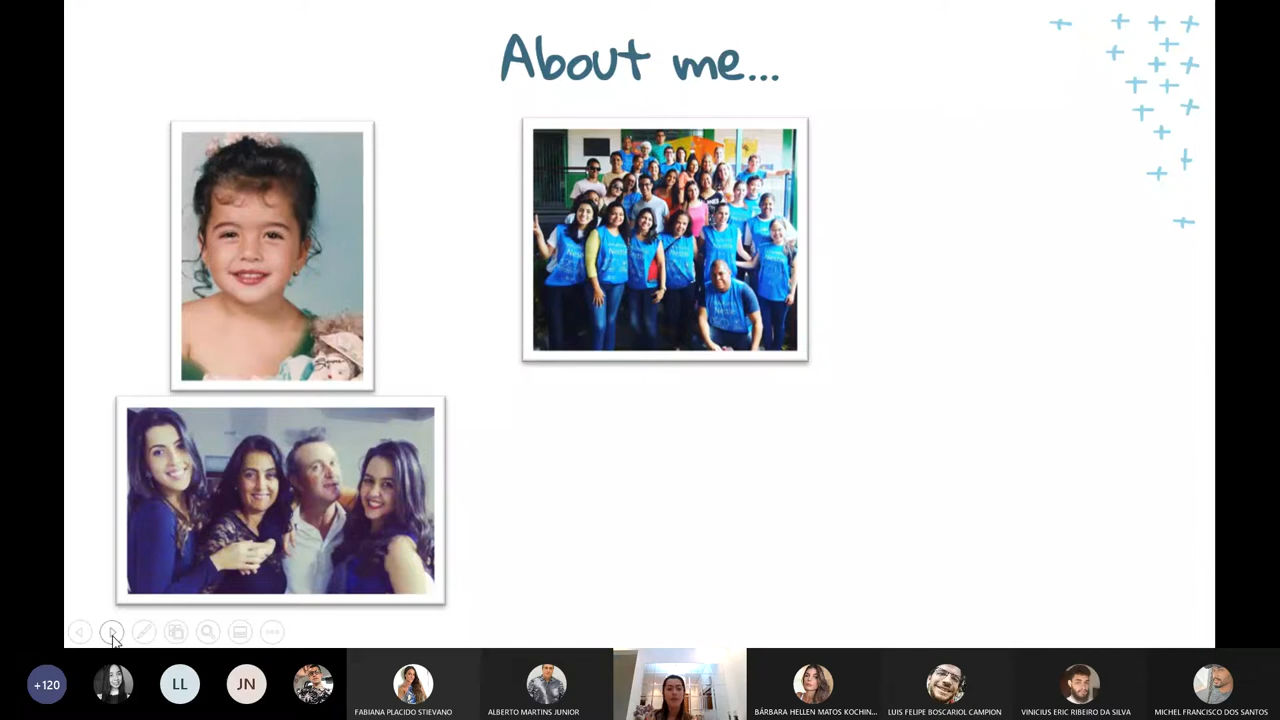 About me...
Nestlé
+120
LL
JN
FABIANA PLACIDO STIEVANO
ALBERTO MARTINS JUNIOR
BÁRBARA HELLEN MATOS KOCHIN...
LUIS FELIPE BOSCARIOL CAMPION
VINICIUS ERIC RIBEIRO DA SILVA
MICHEL FRANCISCO DOS SANTOS